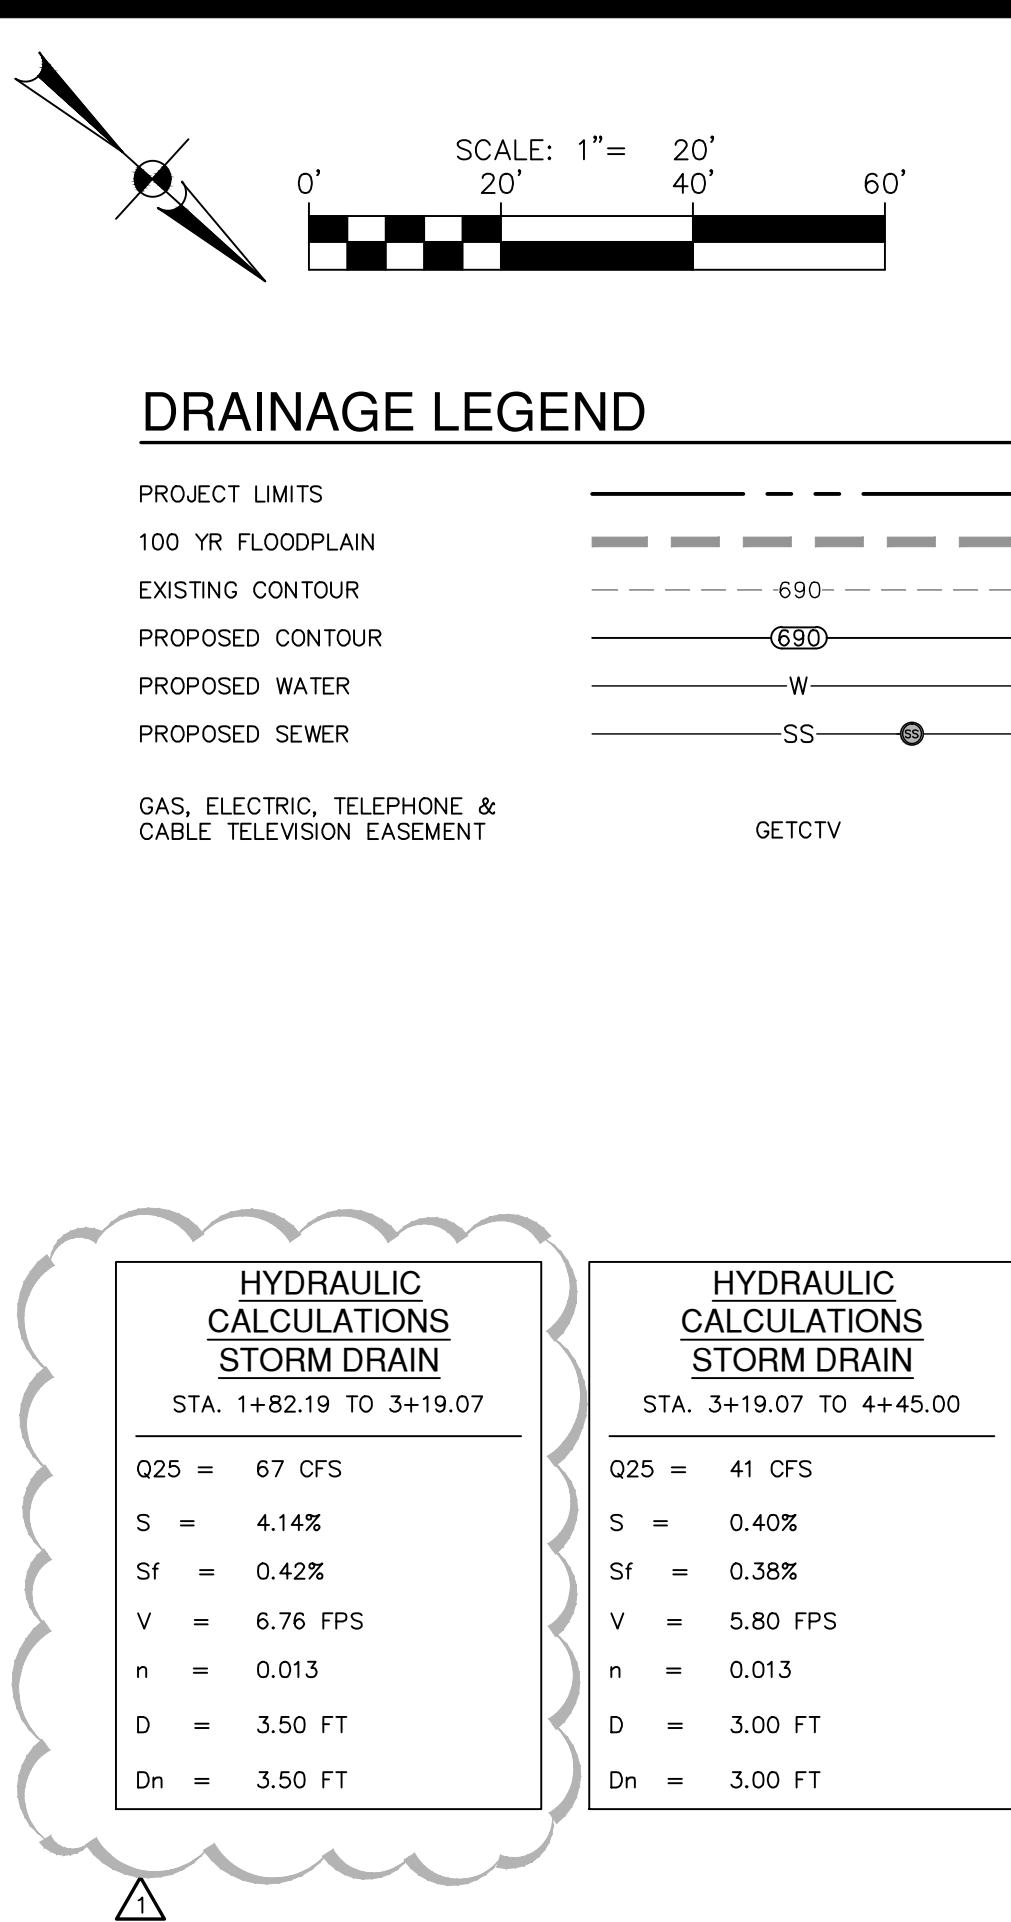 SCALE: 1"= 20'
0' 20' 40' 60'
DRAINAGE LEGEND
PROJECT LIMITS
100 YR FLOODPLAIN
EXISTING CONTOUR 690
PROPOSED CONTOUR 690
PROPOSED WATER W
PROPOSED SEWER SS SS
GAS, ELECTRIC, TELEPHONE &
CABLE TELEVISION EASEMENT GETCTV
HYDRAULIC
CALCULATIONS
STORM DRAIN
STA. 1+82.19 TO 3+19.07
Q25 = 67 CFS
S = 4.14%
Sf = 0.42%
V = 6.76 FPS
n = 0.013
D = 3.50 FT
Dn = 3.50 FT
HYDRAULIC
CALCULATIONS
STORM DRAIN
STA. 3+19.07 TO 4+45.00
Q25 = 41 CFS
S = 0.40%
Sf = 0.38%
V = 5.80 FPS
n = 0.013
D = 3.00 FT
Dn = 3.00 FT
1